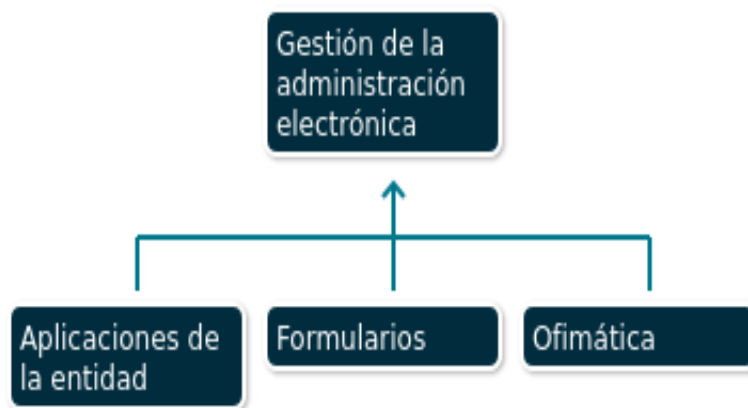 Gestión de la
administración
electrónica
Aplicaciones de
la entidad
Formularios
Ofimática